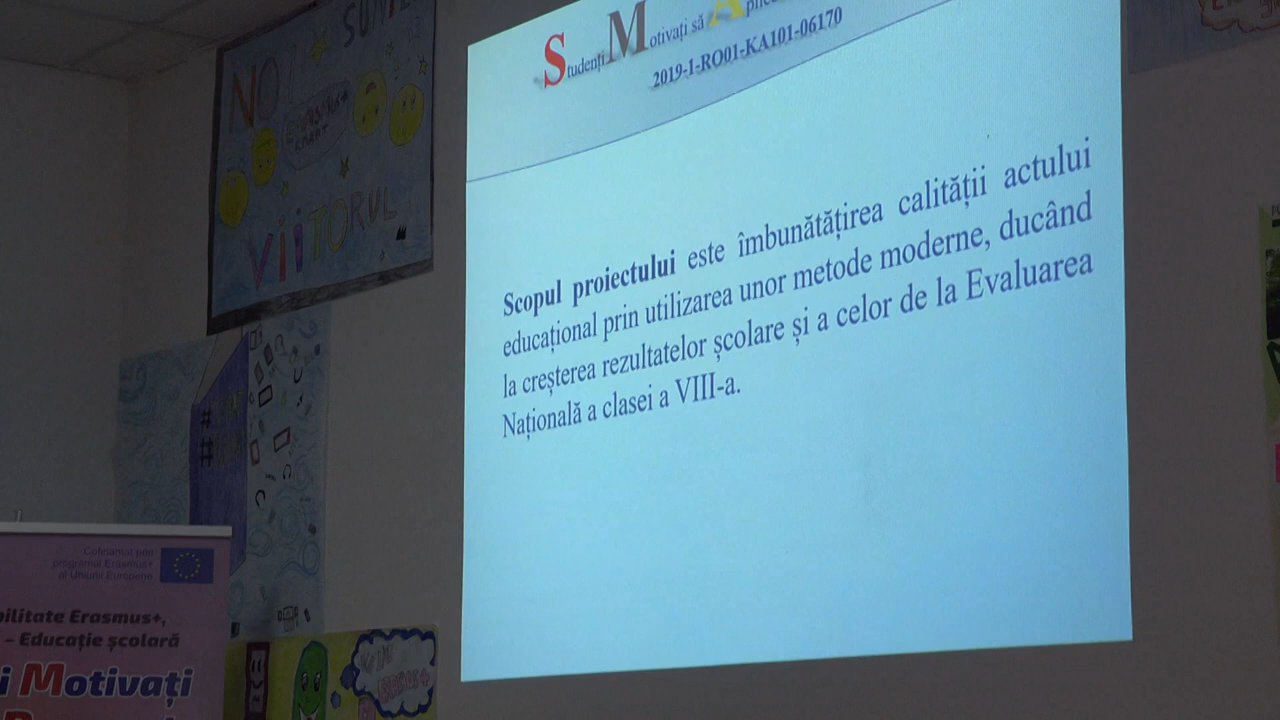 NOI SUNTEM
ERASMUS+
VIITORUL
Studenți Motivați să
2019-1-RO01-KA101-06170
Scopul proiectului este îmbunătățirea calității actului
educațional prin utilizarea unor metode moderne, ducând
la creșterea rezultatelor școlare și a celor de la Evaluarea
Națională a clasei a VIII-a.
Cofinanțat prin
programul Erasmus+
al Uniunii Europene
Erasmus+,
– Educație școlară
Motivați